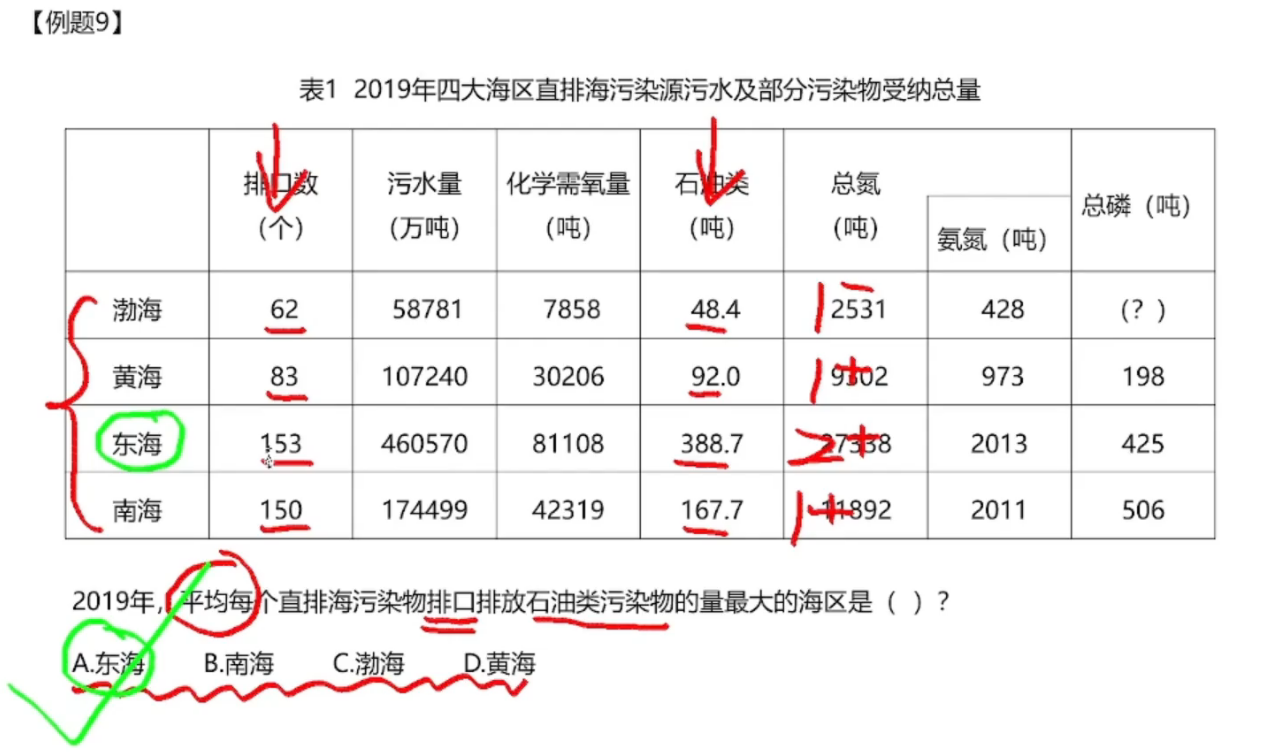 【例题9】
表1 2019年四大海区直排海污染源污水及部分污染物受纳总量
排口数（个） 污水量（万吨） 化学需氧量（吨） 石油类（吨） 总氮（吨） 氨氮（吨） 总磷（吨）
渤海 62 58781 7858 48.4 1- 2531 428 （？）
黄海 83 107240 30206 92.0 1+ 9302 973 198
东海 153 460570 81108 388.7 2+ 27338 2013 425
南海 150 174499 42319 167.7 1+ 11892 2011 506
2019年，平均每个直排海污染物排口排放石油类污染物的量最大的海区是（ ）？
A.东海 B.南海 C.渤海 D.黄海